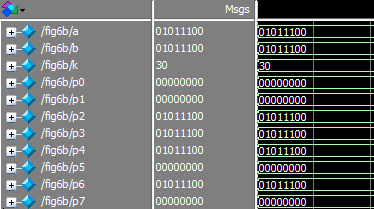 Msgs
/fig6b/a 01011100 01011100
/fig6b/b 01011100 01011100
/fig6b/k 30 30
/fig6b/p0 00000000 00000000
/fig6b/p1 00000000 00000000
/fig6b/p2 01011100 01011100
/fig6b/p3 01011100 01011100
/fig6b/p4 01011100 01011100
/fig6b/p5 00000000 00000000
/fig6b/p6 01011100 01011100
/fig6b/p7 00000000 00000000